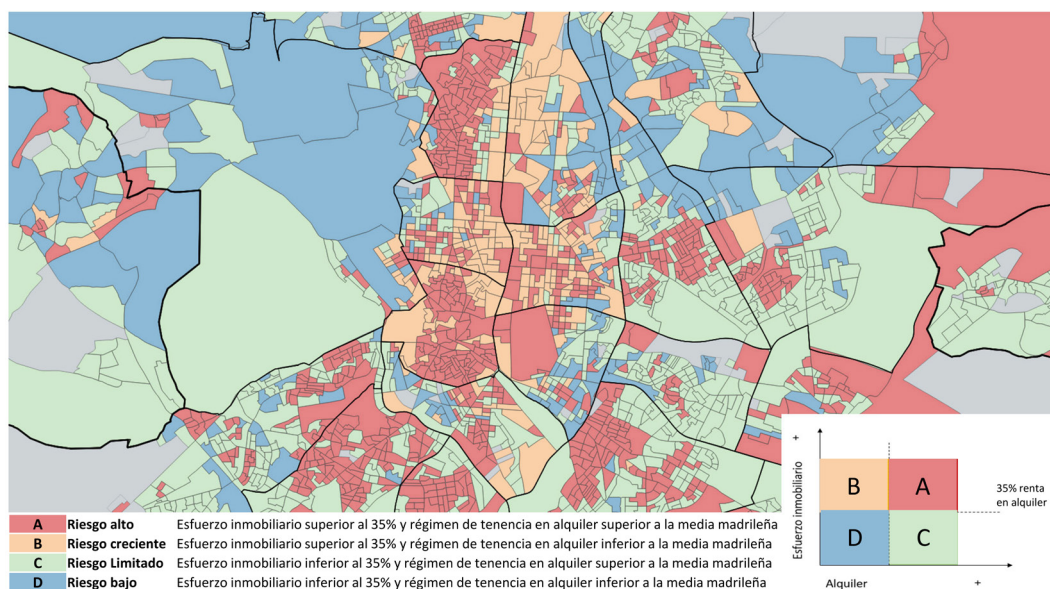 A Riesgo alto Esfuerzo inmobiliario superior al 35% y régimen de tenencia en alquiler superior a la media madrileña
B Riesgo creciente Esfuerzo inmobiliario superior al 35% y régimen de tenencia en alquiler inferior a la media madrileña
C Riesgo Limitado Esfuerzo inmobiliario inferior al 35% y régimen de tenencia en alquiler superior a la media madrileña
D Riesgo bajo Esfuerzo inmobiliario inferior al 35% y régimen de tenencia en alquiler inferior a la media madrileña
+
Esfuerzo inmobiliario
B A
35% renta
en alquiler
D C
Alquiler +